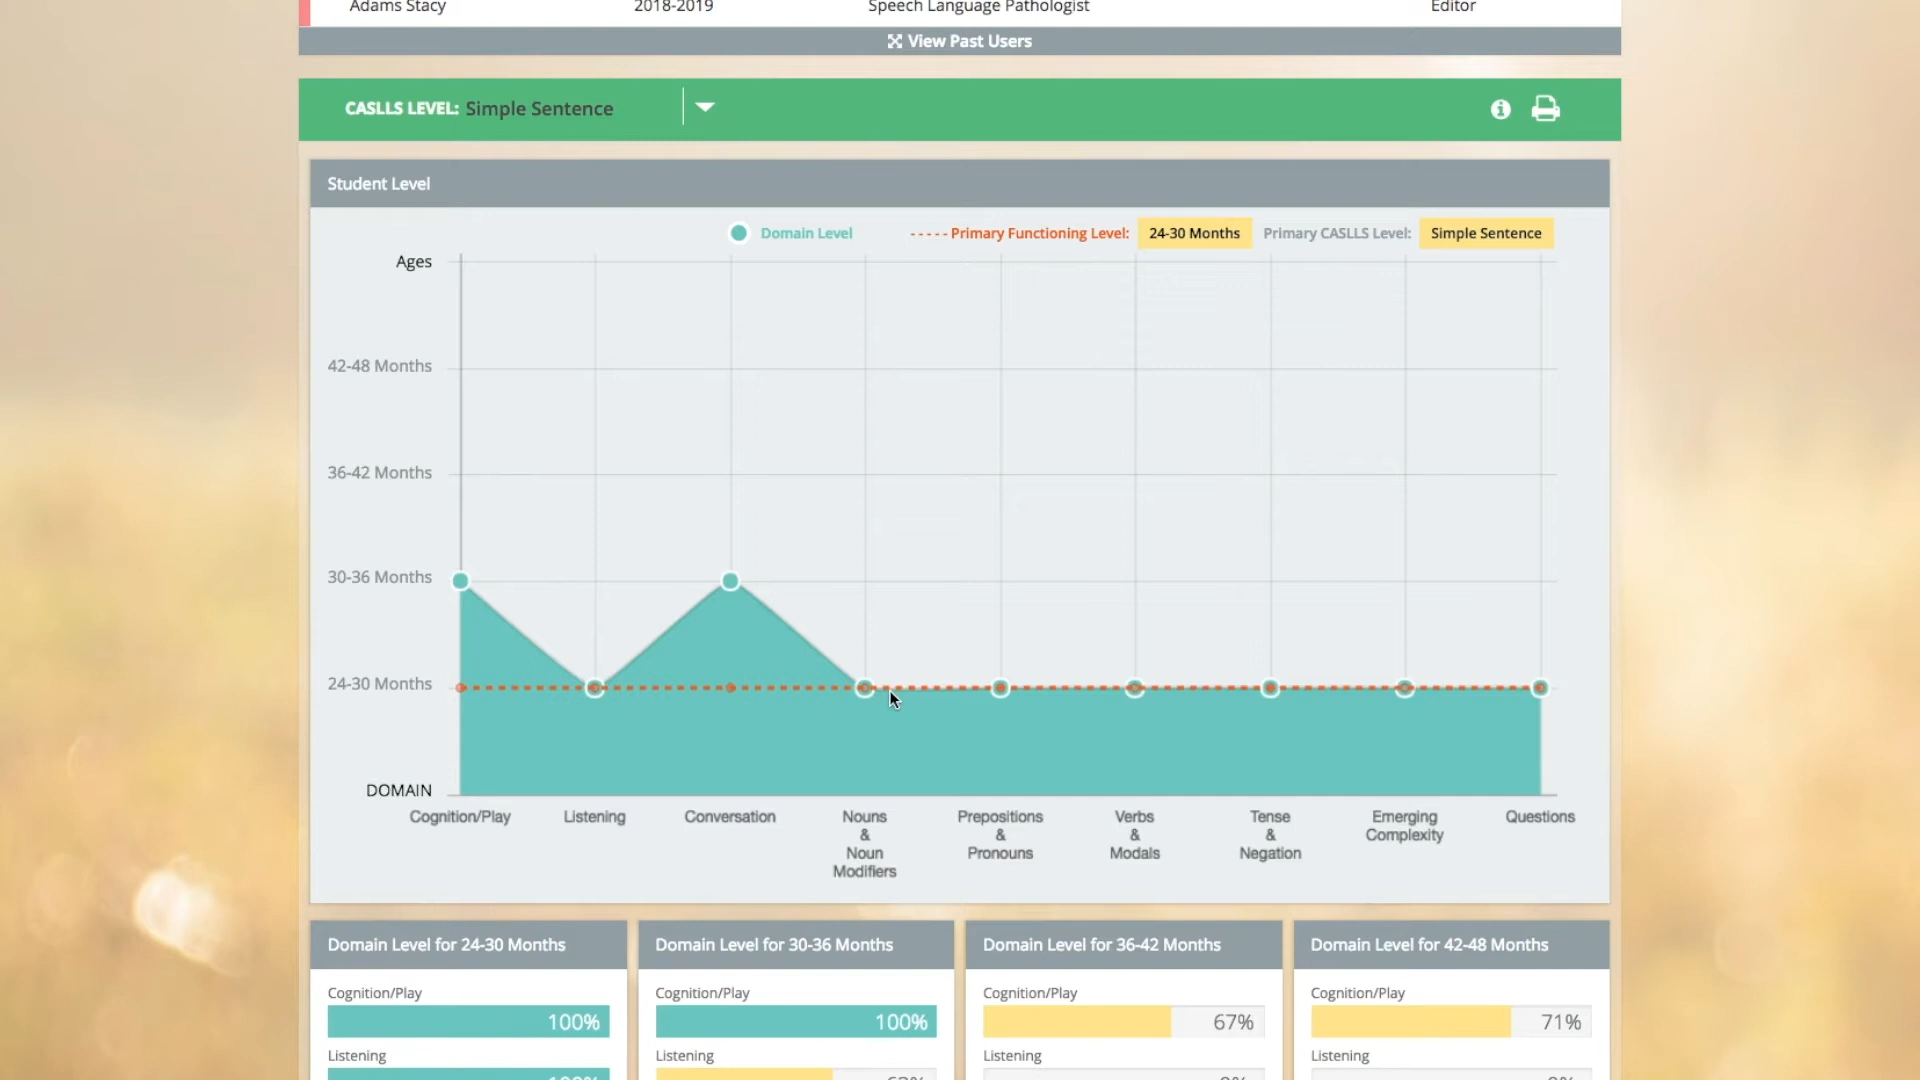 Adams Stacy 2018-2019 Speech Language Pathologist Editor
View Past Users
CASLLS LEVEL: Simple Sentence
Student Level
Domain Level ----- Primary Functioning Level: 24-30 Months Primary CASLLS Level: Simple Sentence
Ages
42-48 Months
36-42 Months
30-36 Months
24-30 Months
DOMAIN
Cognition/Play
Listening
Conversation
Nouns
&
Noun
Modifiers
Prepositions
&
Pronouns
Verbs
&
Modals
Tense
&
Negation
Emerging
Complexity
Questions
Domain Level for 24-30 Months
Cognition/Play
100%
Listening
100%
Domain Level for 30-36 Months
Cognition/Play
100%
Listening
Domain Level for 36-42 Months
Cognition/Play
67%
Listening
0%
Domain Level for 42-48 Months
Cognition/Play
71%
Listening
0%